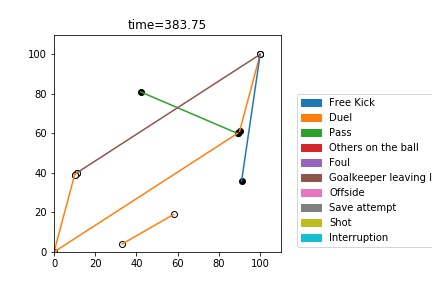 time=383.75
100
80
60
40
20
0
0 20 40 60 80 100
Free Kick
Duel
Pass
Others on the ball
Foul
Goalkeeper leaving l
Offside
Save attempt
Shot
Interruption